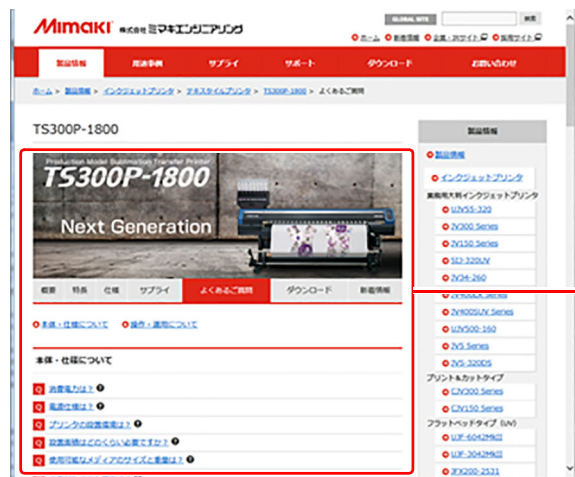 Mimaki 株式会社 ミマキエンジニアリング
GLOBAL SITE 検索
ホーム 新着情報 企業・IRサイト 採用サイト
製品情報 用途事例 サプライ サポート ダウンロード お問い合わせ
ホーム > 製品情報 > インクジェットプリンタ > テキスタイルプリンタ > TS300P-1800 > よくあるご質問
TS300P-1800
Production Model Sublimation Transfer Printer
TS300P-1800
Next Generation
概要 特長 仕様 サプライ よくあるご質問 ダウンロード 新着情報
本体・仕様について 操作・運用について
本体・仕様について
Q 消費電力は? ?
Q 電源仕様は? ?
Q プリンタの設置環境は? ?
Q 設置面積はどのくらい必要ですか? ?
Q 使用可能なメディアのサイズと重量は? ?
製品情報
製品情報
インクジェットプリンタ
業務用大判インクジェットプリンタ
UJV55-320
JV300 Series
JV150 Series
SIJ-320UV
JV34-260
JV400LX Series
JV400SUV Series
UJV500-160
JV5 Series
JV5-320DS
プリント&カットタイプ
CJV300 Series
CJV150 Series
フラットベッドタイプ (UV)
UJF-6042MkII
UJF-3042MkII
JFX200-2531